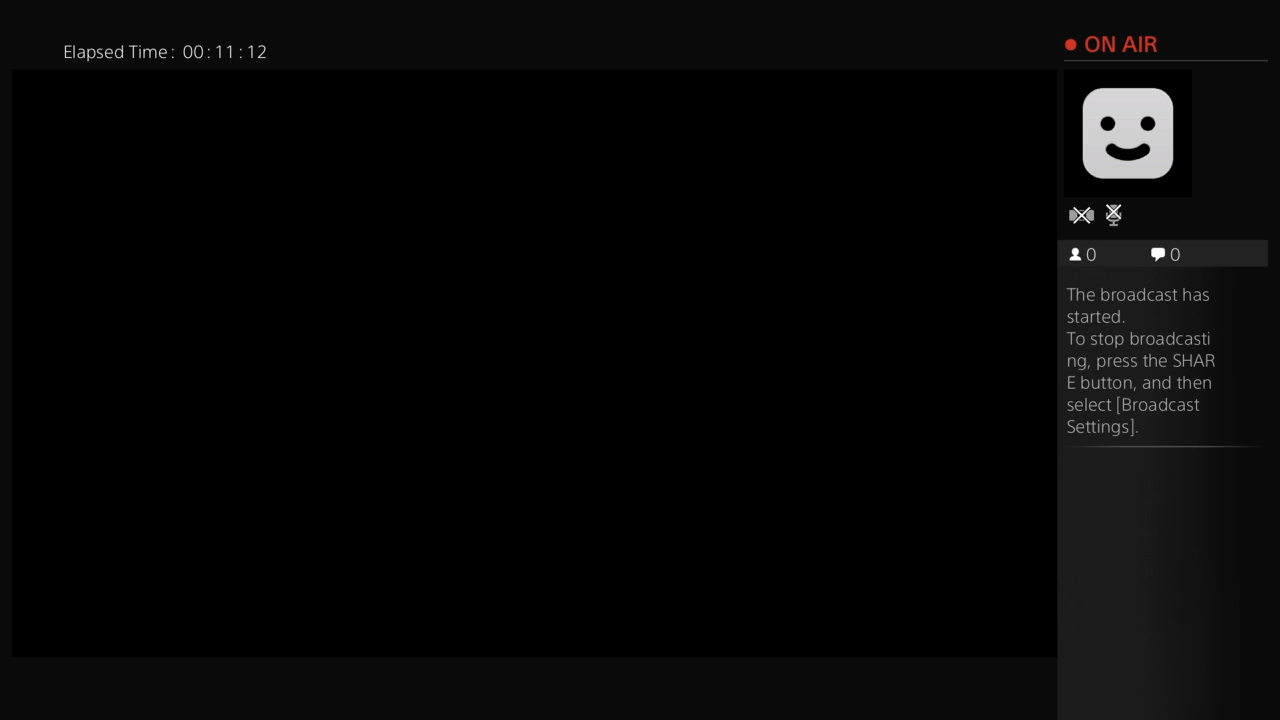 Elapsed Time: 00:11:12
ON AIR
0 0
The broadcast has
started.
To stop broadcasti
ng, press the SHAR
E button, and then
select [Broadcast
Settings].